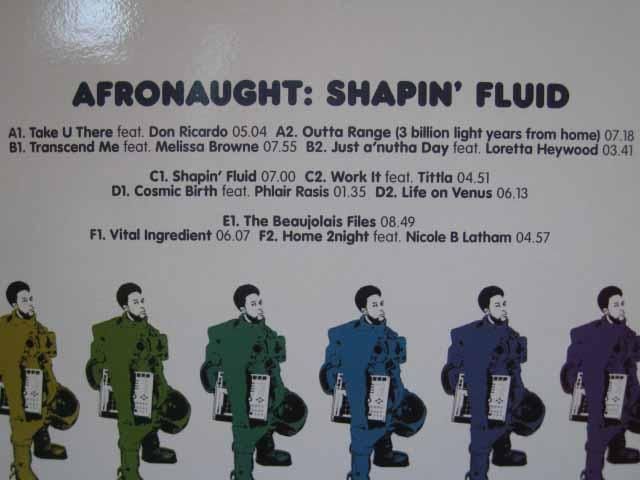 AFRONAUGHT: SHAPIN' FLUID
A1. Take U There feat. Don Ricardo 05.04 A2. Outta Range (3 billion light years from home) 07.18
B1. Transcend Me feat. Melissa Browne 07.55 B2. Just a'nutha Day feat. Loretta Heywood 03.41
C1. Shapin' Fluid 07.00 C2. Work It feat. Tittla 04.51
D1. Cosmic Birth feat. Phlair Rasis 01.35 D2. Life on Venus 06.13
E1. The Beaujolais Files 08.49
F1. Vital Ingredient 06.07 F2. Home 2night feat. Nicole B Latham 04.57